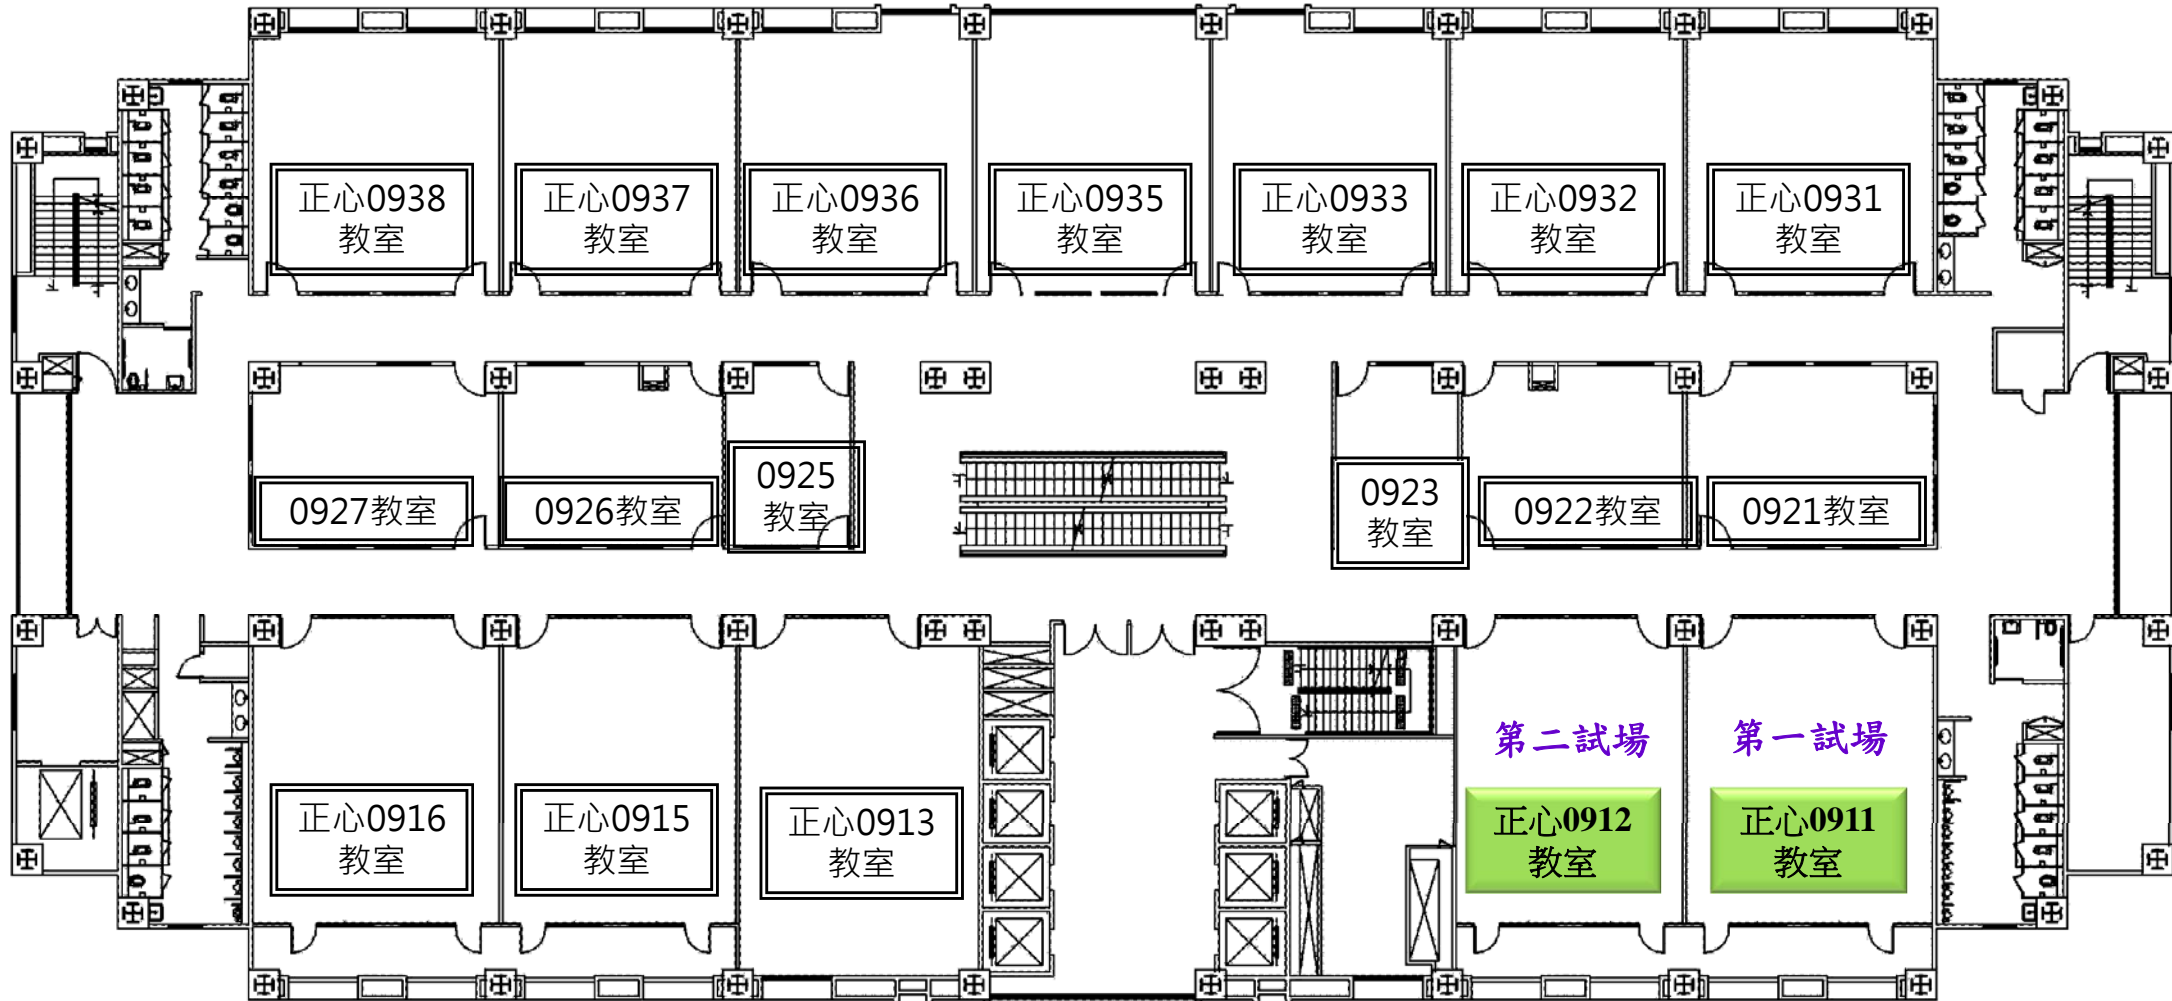 正心0938
教室
正心0937
教室
正心0936
教室
正心0935
教室
正心0933
教室
正心0932
教室
正心0931
教室
0927教室
0926教室
0925
教室
0923
教室
0922教室
0921教室
正心0916
教室
正心0915
教室
正心0913
教室
第二試場
正心0912
教室
第一試場
正心0911
教室